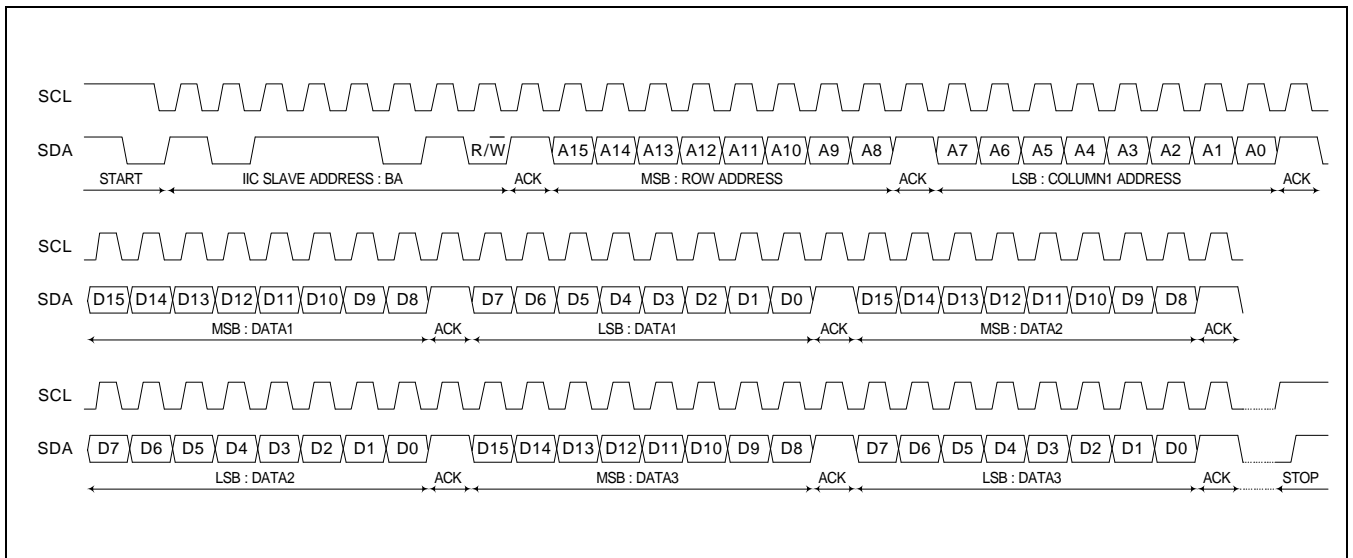 SCL
SDA R/W A15 A14 A13 A12 A11 A10 A9 A8 A7 A6 A5 A4 A3 A2 A1 A0
START IIC SLAVE ADDRESS : BA ACK MSB : ROW ADDRESS ACK LSB : COLUMN1 ADDRESS ACK
SCL
SDA D15 D14 D13 D12 D11 D10 D9 D8 D7 D6 D5 D4 D3 D2 D1 D0 D15 D14 D13 D12 D11 D10 D9 D8
MSB : DATA1 ACK LSB : DATA1 ACK MSB : DATA2 ACK
SCL
SDA D7 D6 D5 D4 D3 D2 D1 D0 D15 D14 D13 D12 D11 D10 D9 D8 D7 D6 D5 D4 D3 D2 D1 D0
LSB : DATA2 ACK MSB : DATA3 ACK LSB : DATA3 ACK STOP